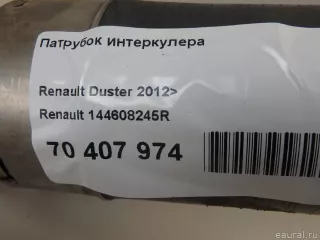 Патрубок интеркулера
Renault Duster 2012>
Renault 144608245R
70 407 974
eaural.ru